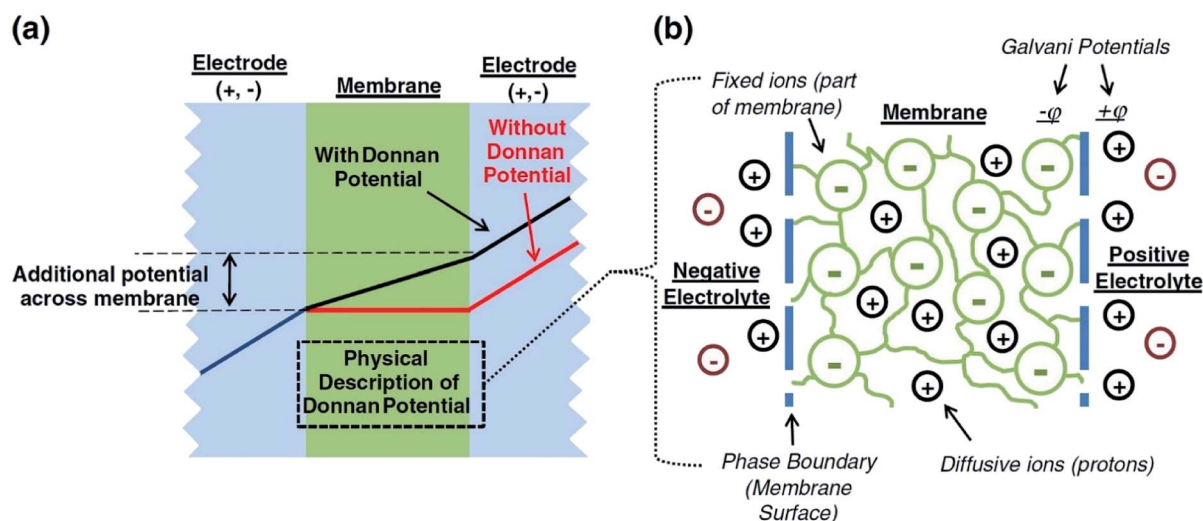 (a)
Electrode
(+, -)
Membrane
Electrode
(+,-)
With Donnan
Potential
Without
Donnan
Potential
Additional potential
across membrane
Physical
Description of
Donnan Potential
(b)
Galvani Potentials
Fixed ions (part
of membrane)
Membrane
-φ
+φ
Negative
Electrolyte
Positive
Electrolyte
Phase Boundary
(Membrane
Surface)
Diffusive ions (protons)